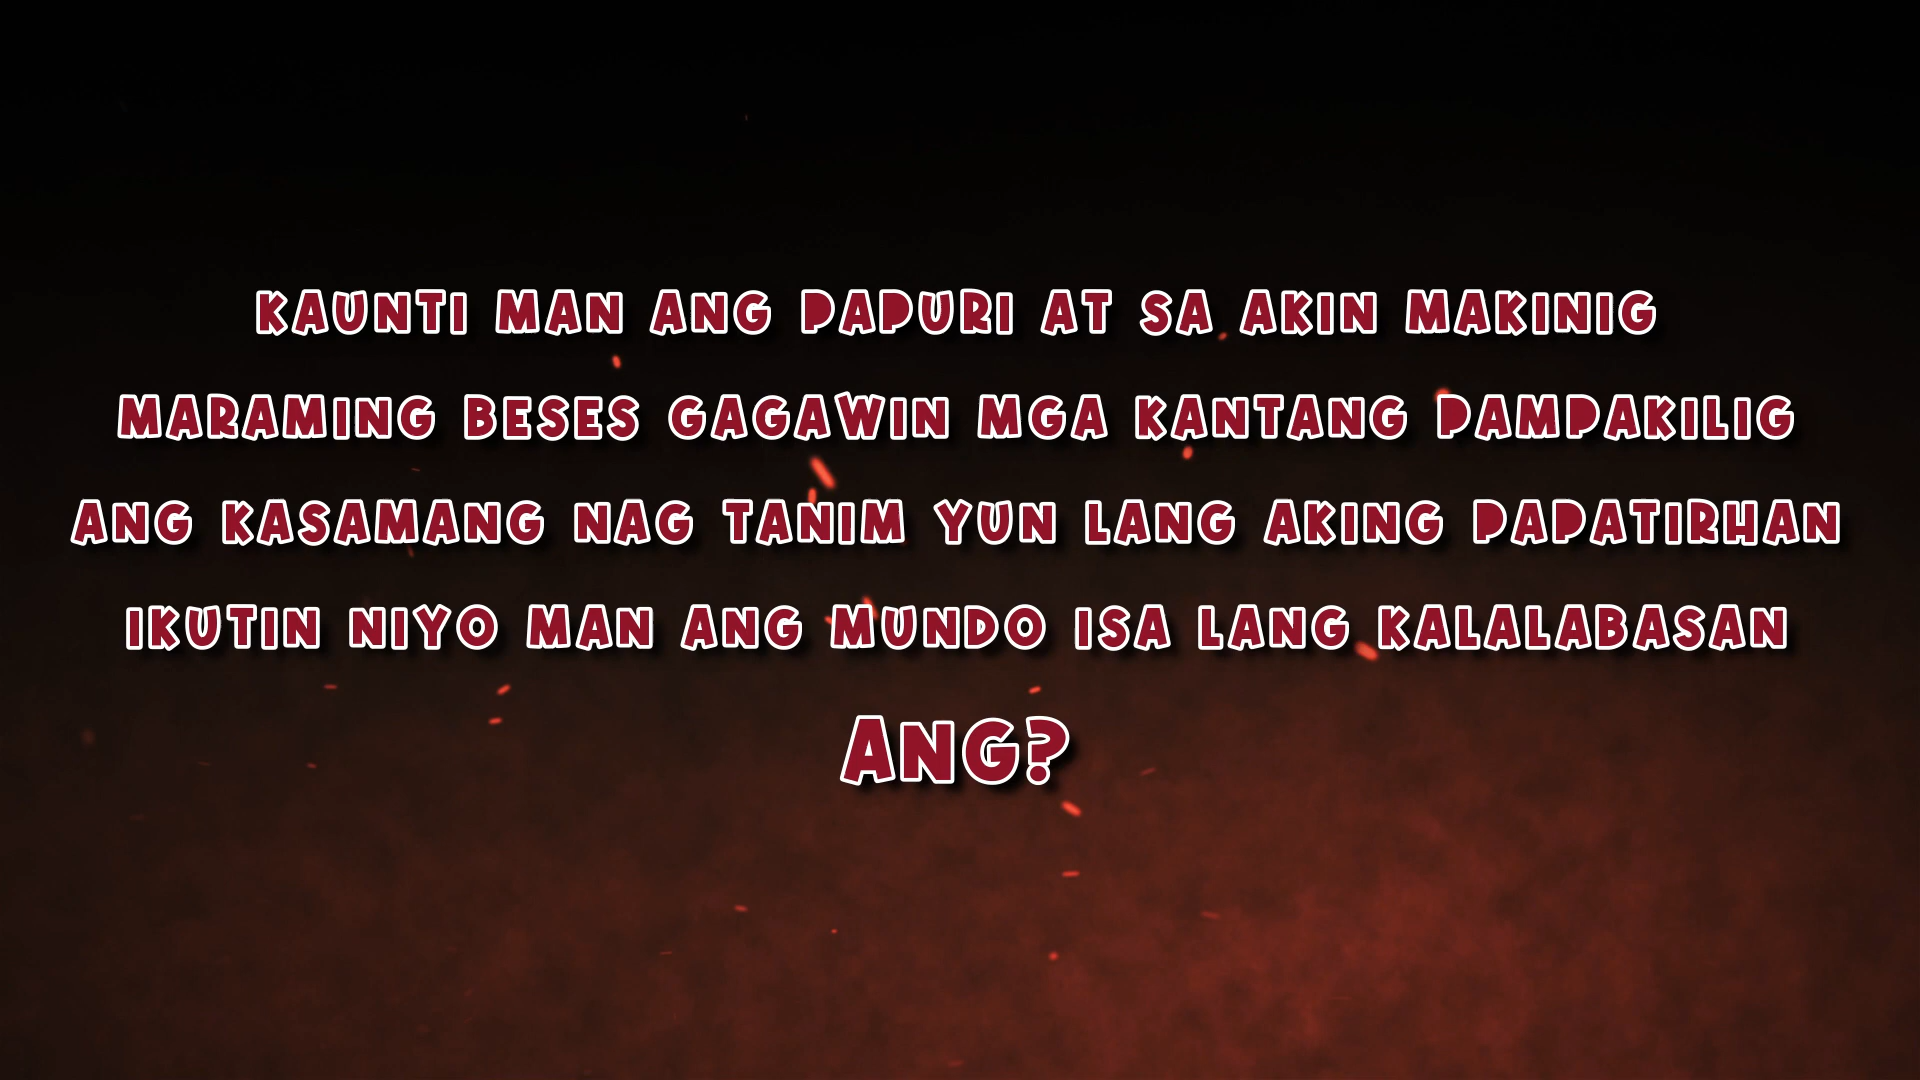 KAUNTI MAN ANG PAPURI AT SA AKIN MAKINIG
MARAMING BESES GAGAWIN MGA KANTANG PAMPAKILIG
ANG KASAMANG NAG TANIM YUN LANG AKING PAPATIRHAN
IKUTIN NIYO MAN ANG MUNDO ISA LANG KALALABASAN
ANG?